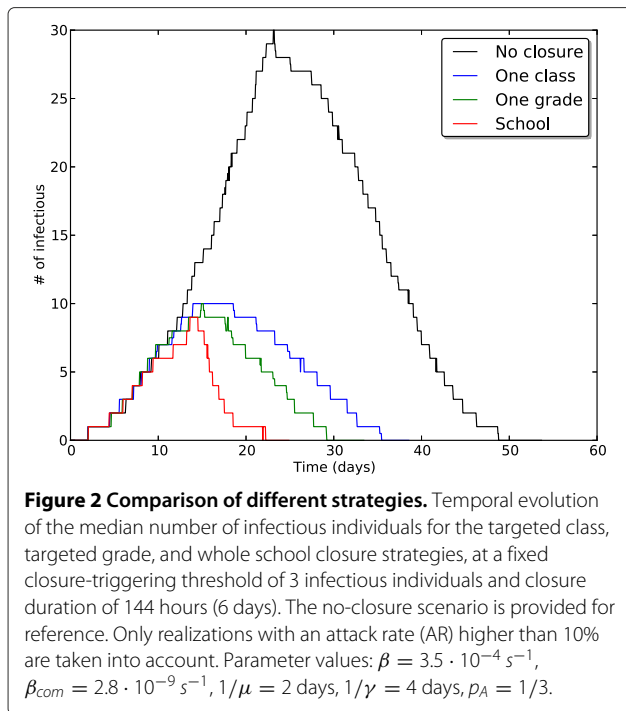 30
25
20
15
10
5
0
# of infectious
No closure
One class
One grade
School
0 10 20 30 40 50 60
Time (days)
Figure 2 Comparison of different strategies. Temporal evolution
of the median number of infectious individuals for the targeted class,
targeted grade, and whole school closure strategies, at a fixed
closure-triggering threshold of 3 infectious individuals and closure
duration of 144 hours (6 days). The no-closure scenario is provided for
reference. Only realizations with an attack rate (AR) higher than 10%
are taken into account. Parameter values: β = 3.5 · 10⁻⁴ s⁻¹,
β_com = 2.8 · 10⁻⁹ s⁻¹, 1/μ = 2 days, 1/γ = 4 days, p_A = 1/3.